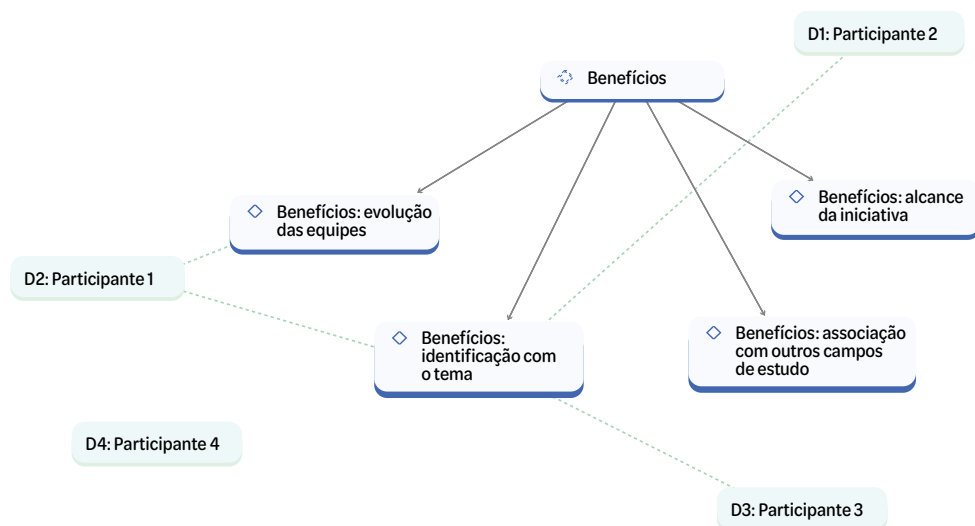 D1: Participante 2
Benefícios
Benefícios: alcance
da iniciativa
Benefícios: evolução
das equipes
D2: Participante 1
Benefícios:
identificação com
o tema
Benefícios: associação
com outros campos
de estudo
D4: Participante 4
D3: Participante 3